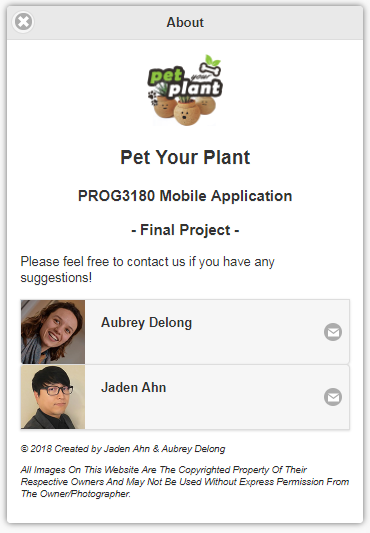 About
pet your
plant
Pet Your Plant
PROG3180 Mobile Application
- Final Project -
Please feel free to contact us if you have any
suggestions!
Aubrey Delong
Jaden Ahn
© 2018 Created by Jaden Ahn & Aubrey Delong
All Images On This Website Are The Copyrighted Property Of Their
Respective Owners And May Not Be Used Without Express Permission From
The Owner/Photographer.